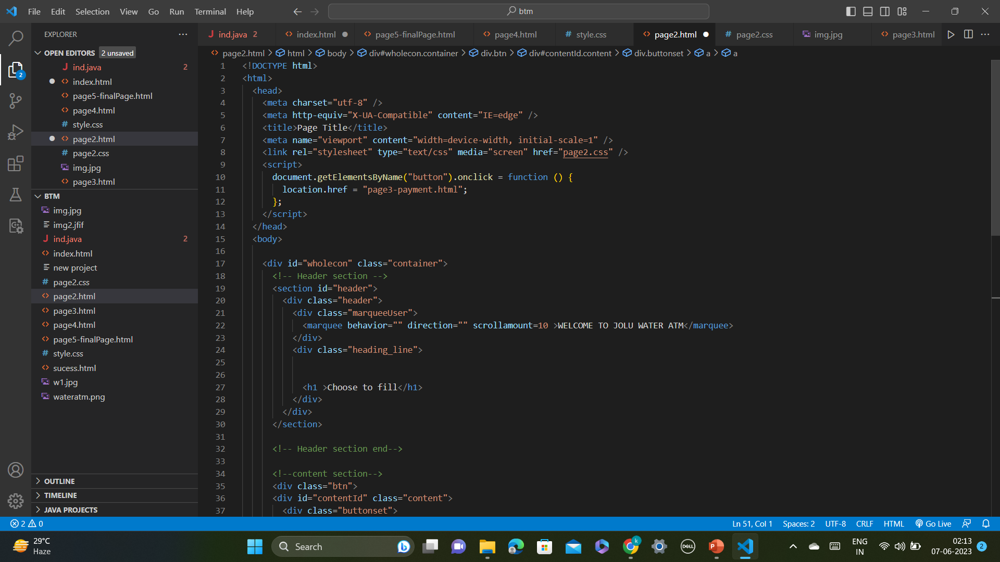 File Edit Selection View Go Run Terminal Help
btm
EXPLORER
OPEN EDITORS 2 unsaved
ind.java 2
index.html
page5-finalPage.html
page4.html
style.css
page2.html
page2.css
img.jpg
page3.html
BTM
img.jpg
img2.jfif
ind.java 2
index.html
new project
page2.css
page2.html
page3.html
page4.html
page5-finalPage.html
style.css
sucess.html
w1.jpg
wateratm.png
OUTLINE
TIMELINE
JAVA PROJECTS
ind.java 2 index.html page5-finalPage.html page4.html style.css page2.html page2.css img.jpg page3.html
page2.html > html > body > div#wholecon.container > div.btn > div#contentId.content > div.buttonset > a > a
1 <!DOCTYPE html>
2 <html>
3 <head>
4 <meta charset="utf-8" />
5 <meta http-equiv="X-UA-Compatible" content="IE=edge" />
6 <title>Page Title</title>
7 <meta name="viewport" content="width=device-width, initial-scale=1" />
8 <link rel="stylesheet" type="text/css" media="screen" href="page2.css" />
9 <script>
10 document.getElementsByName("button").onclick = function () {
11 location.href = "page3-payment.html";
12 };
13 </script>
14 </head>
15 <body>
16
17 <div id="wholecon" class="container">
18 <!-- Header section -->
19 <section id="header">
20 <div class="header">
21 <div class="marqueeUser">
22 <marquee behavior="" direction="" scrollamount=10 >WELCOME TO JOLU WATER ATM</marquee>
23 </div>
24 <div class="heading_line">
25
26
27 <h1 >Choose to fill</h1>
28 </div>
29 </div>
30 </section>
31
32 <!-- Header section end-->
33
34 <!--content section-->
35 <div class="btn">
36 <div id="contentId" class="content">
37 <div class="buttonset">
2 0
Ln 51, Col 1 Spaces: 2 UTF-8 CRLF HTML Go Live
29°C
Haze
Search
k
DELL
ENG
IN
02:13
07-06-2023
2